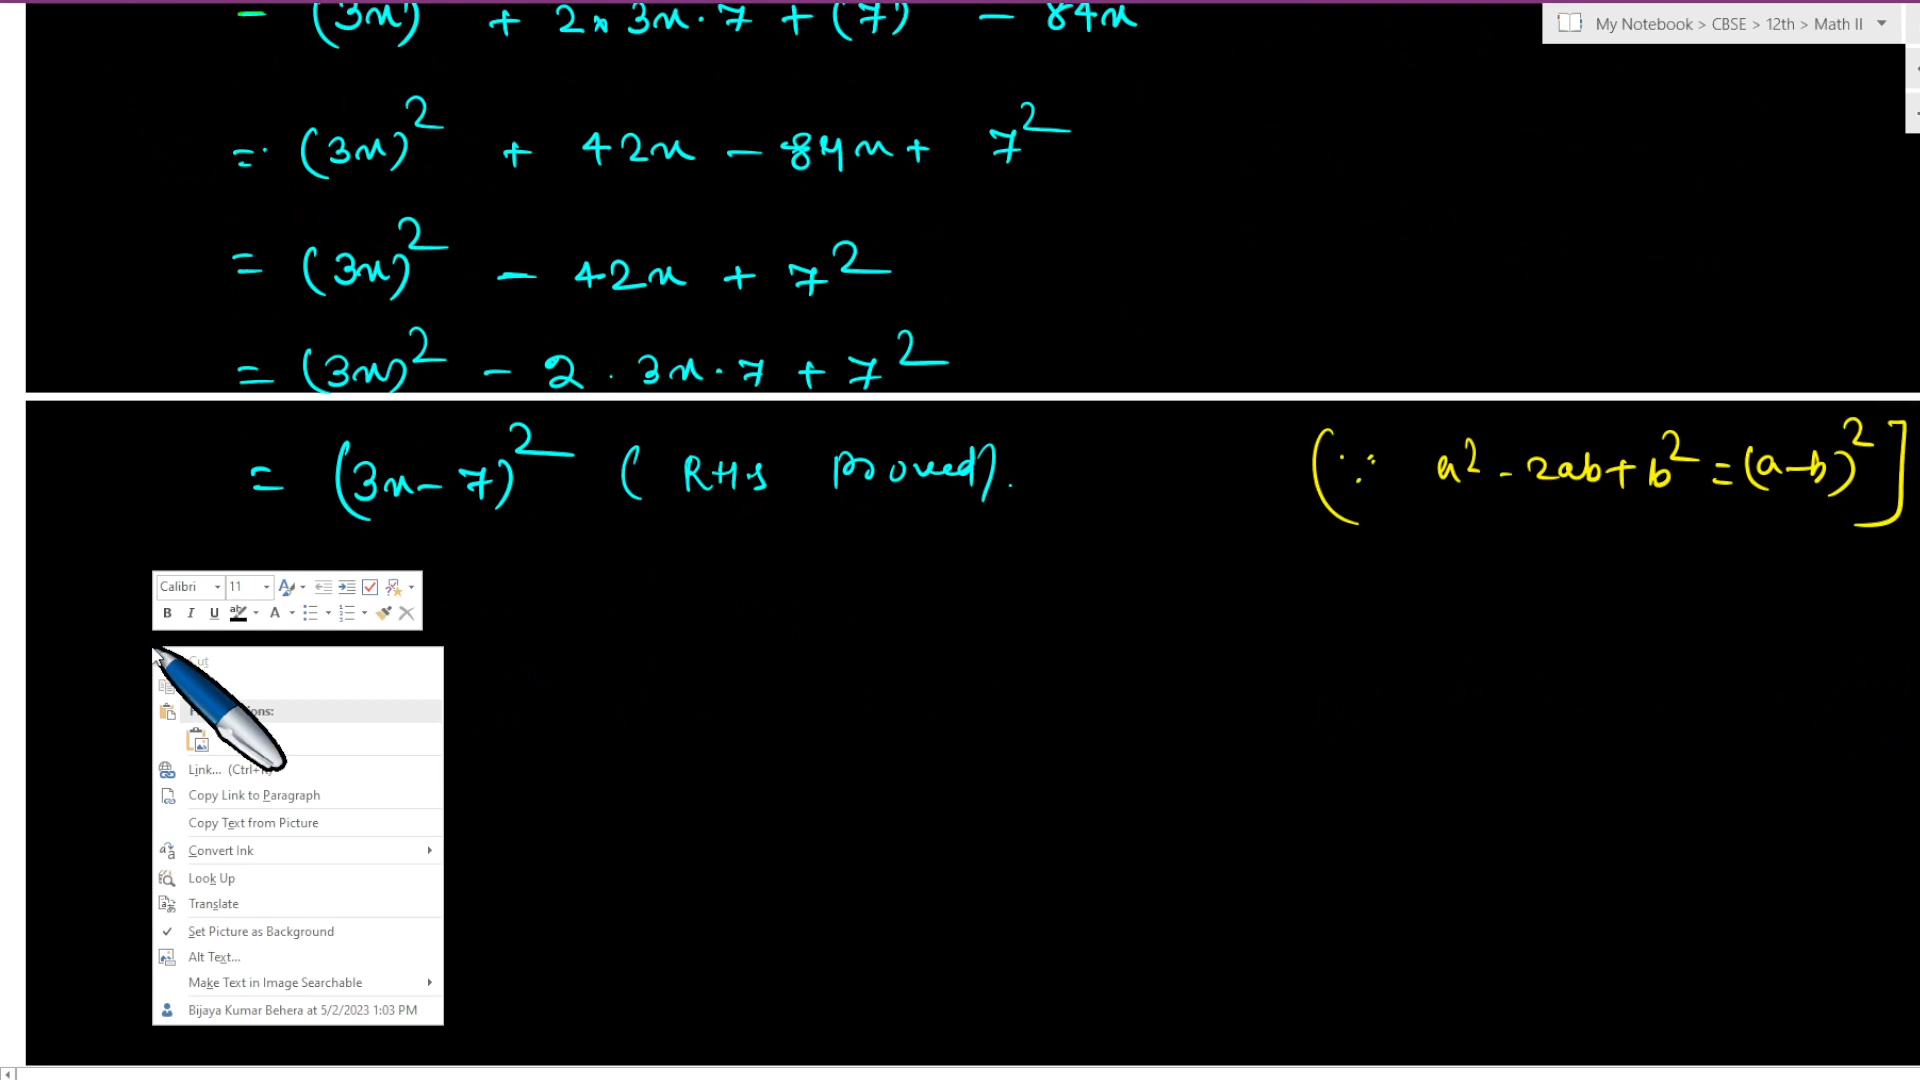 = (3x)² + 2 × 3x · 7 + (7)² - 84x
My Notebook > CBSE > 12th > Math II
= (3x)² + 42x - 84x + 7²
= (3x)² - 42x + 7²
= (3x)² - 2 · 3x · 7 + 7²
= (3x - 7)² ( RHS proved).
(∵ a² - 2ab + b² = (a-b)²]
Calibri 11
B I U ab A
Cut
ons:
Link... (Ctrl+K)
Copy Link to Paragraph
Copy Text from Picture
Convert Ink
Look Up
Translate
Set Picture as Background
Alt Text...
Make Text in Image Searchable
Bijaya Kumar Behera at 5/2/2023 1:03 PM